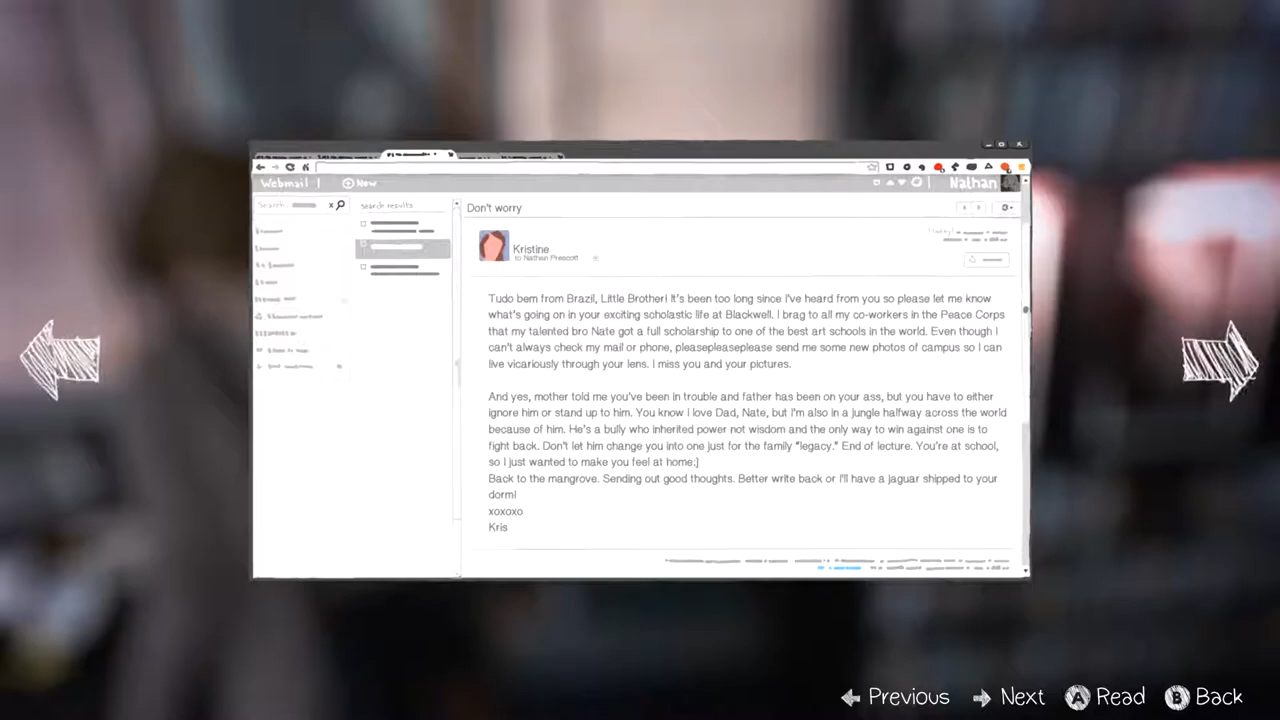 Webmail | New
Nathan
Search
search results
Don't worry
Kristine
to Nathan Prescott
Tudo bem from Brazil, Little Brother! It's been too long since I've heard from you so please let me know
what's going on in your exciting scholastic life at Blackwell. I brag to all my co-workers in the Peace Corps
that my talented bro Nate got a full scholarship to one of the best art schools in the world. Even though I
can't always check my mail or phone, pleasepleaseplease send me some new photos of campus so I can
live vicariously through your lens. I miss you and your pictures.
And yes, mother told me you've been in trouble and father has been on your ass, but you have to either
ignore him or stand up to him. You know I love Dad, Nate, but I'm also in a jungle halfway across the world
because of him. He's a bully who inherited power not wisdom and the only way to win against one is to
fight back. Don't let him change you into one just for the family "legacy." End of lecture. You're at school,
so I just wanted to make you feel at home:]
Back to the mangrove. Sending out good thoughts. Better write back or I'll have a jaguar shipped to your
dorm!
xoxoxo
Kris
Previous
Next
A Read
B Back